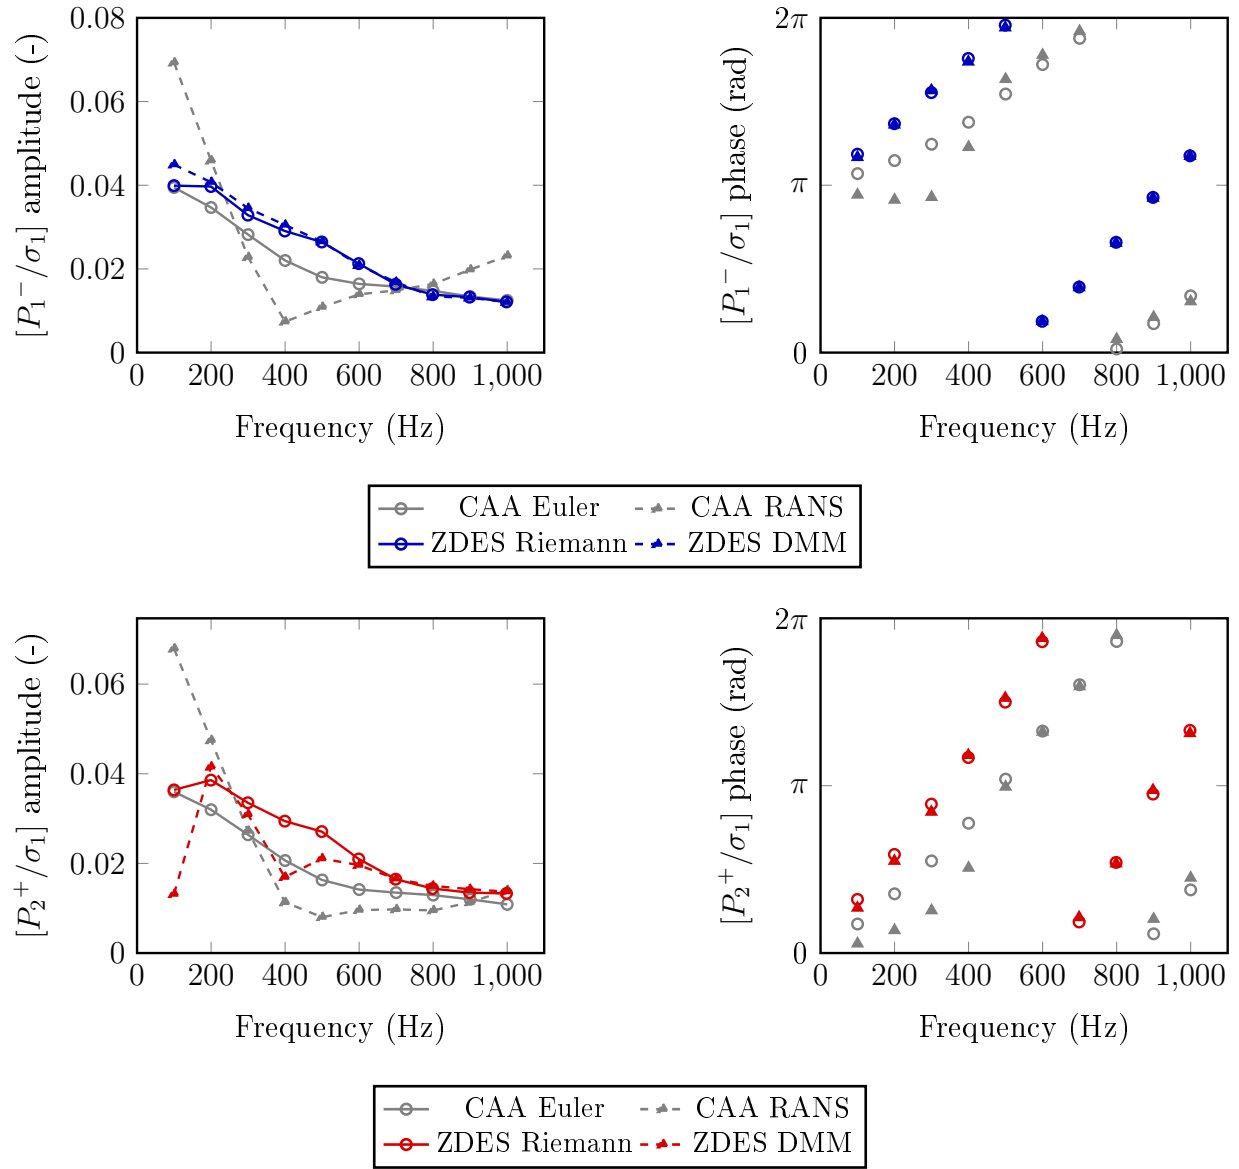 0.08
0.06
0.04
0.02
0
0 200 400 600 800 1,000
Frequency (Hz)
[P₁⁻/σ₁] amplitude (-)
2π
π
0
0 200 400 600 800 1,000
Frequency (Hz)
[P₁⁻/σ₁] phase (rad)
CAA Euler CAA RANS
ZDES Riemann ZDES DMM
0.06
0.04
0.02
0
0 200 400 600 800 1,000
Frequency (Hz)
[P₂⁺/σ₁] amplitude (-)
2π
π
0
0 200 400 600 800 1,000
Frequency (Hz)
[P₂⁺/σ₁] phase (rad)
CAA Euler CAA RANS
ZDES Riemann ZDES DMM